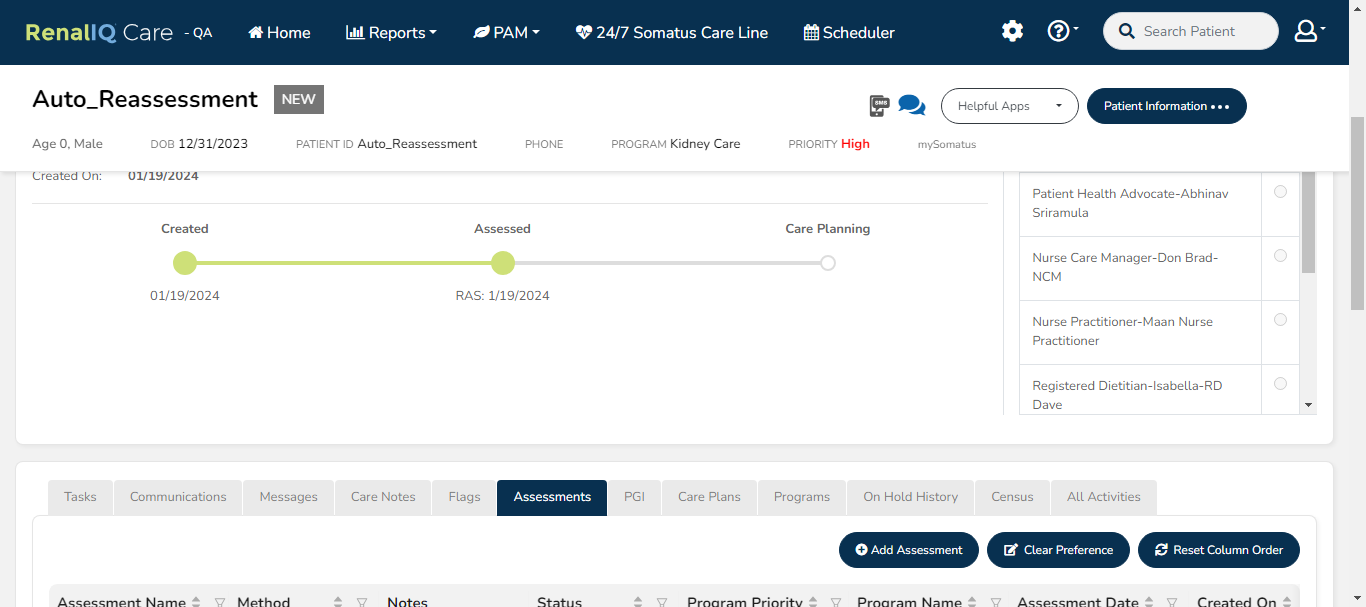 RenalIQ Care - QA Home Reports PAM 24/7 Somatus Care Line Scheduler Search Patient
Auto_Reassessment NEW SMS Helpful Apps Patient Information
Age 0, Male DOB 12/31/2023 PATIENT ID Auto_Reassessment PHONE PROGRAM Kidney Care PRIORITY High mySomatus
Created On: 01/19/2024
Created Assessed Care Planning
01/19/2024 RAS: 1/19/2024
Patient Health Advocate-Abhinav
Sriramula
Nurse Care Manager-Don Brad-
NCM
Nurse Practitioner-Maan Nurse
Practitioner
Registered Dietitian-Isabella-RD
Dave
Tasks Communications Messages Care Notes Flags Assessments PGI Care Plans Programs On Hold History Census All Activities
Add Assessment Clear Preference Reset Column Order
Assessment Name Method Notes Status Program Priority Program Name Assessment Date Created On